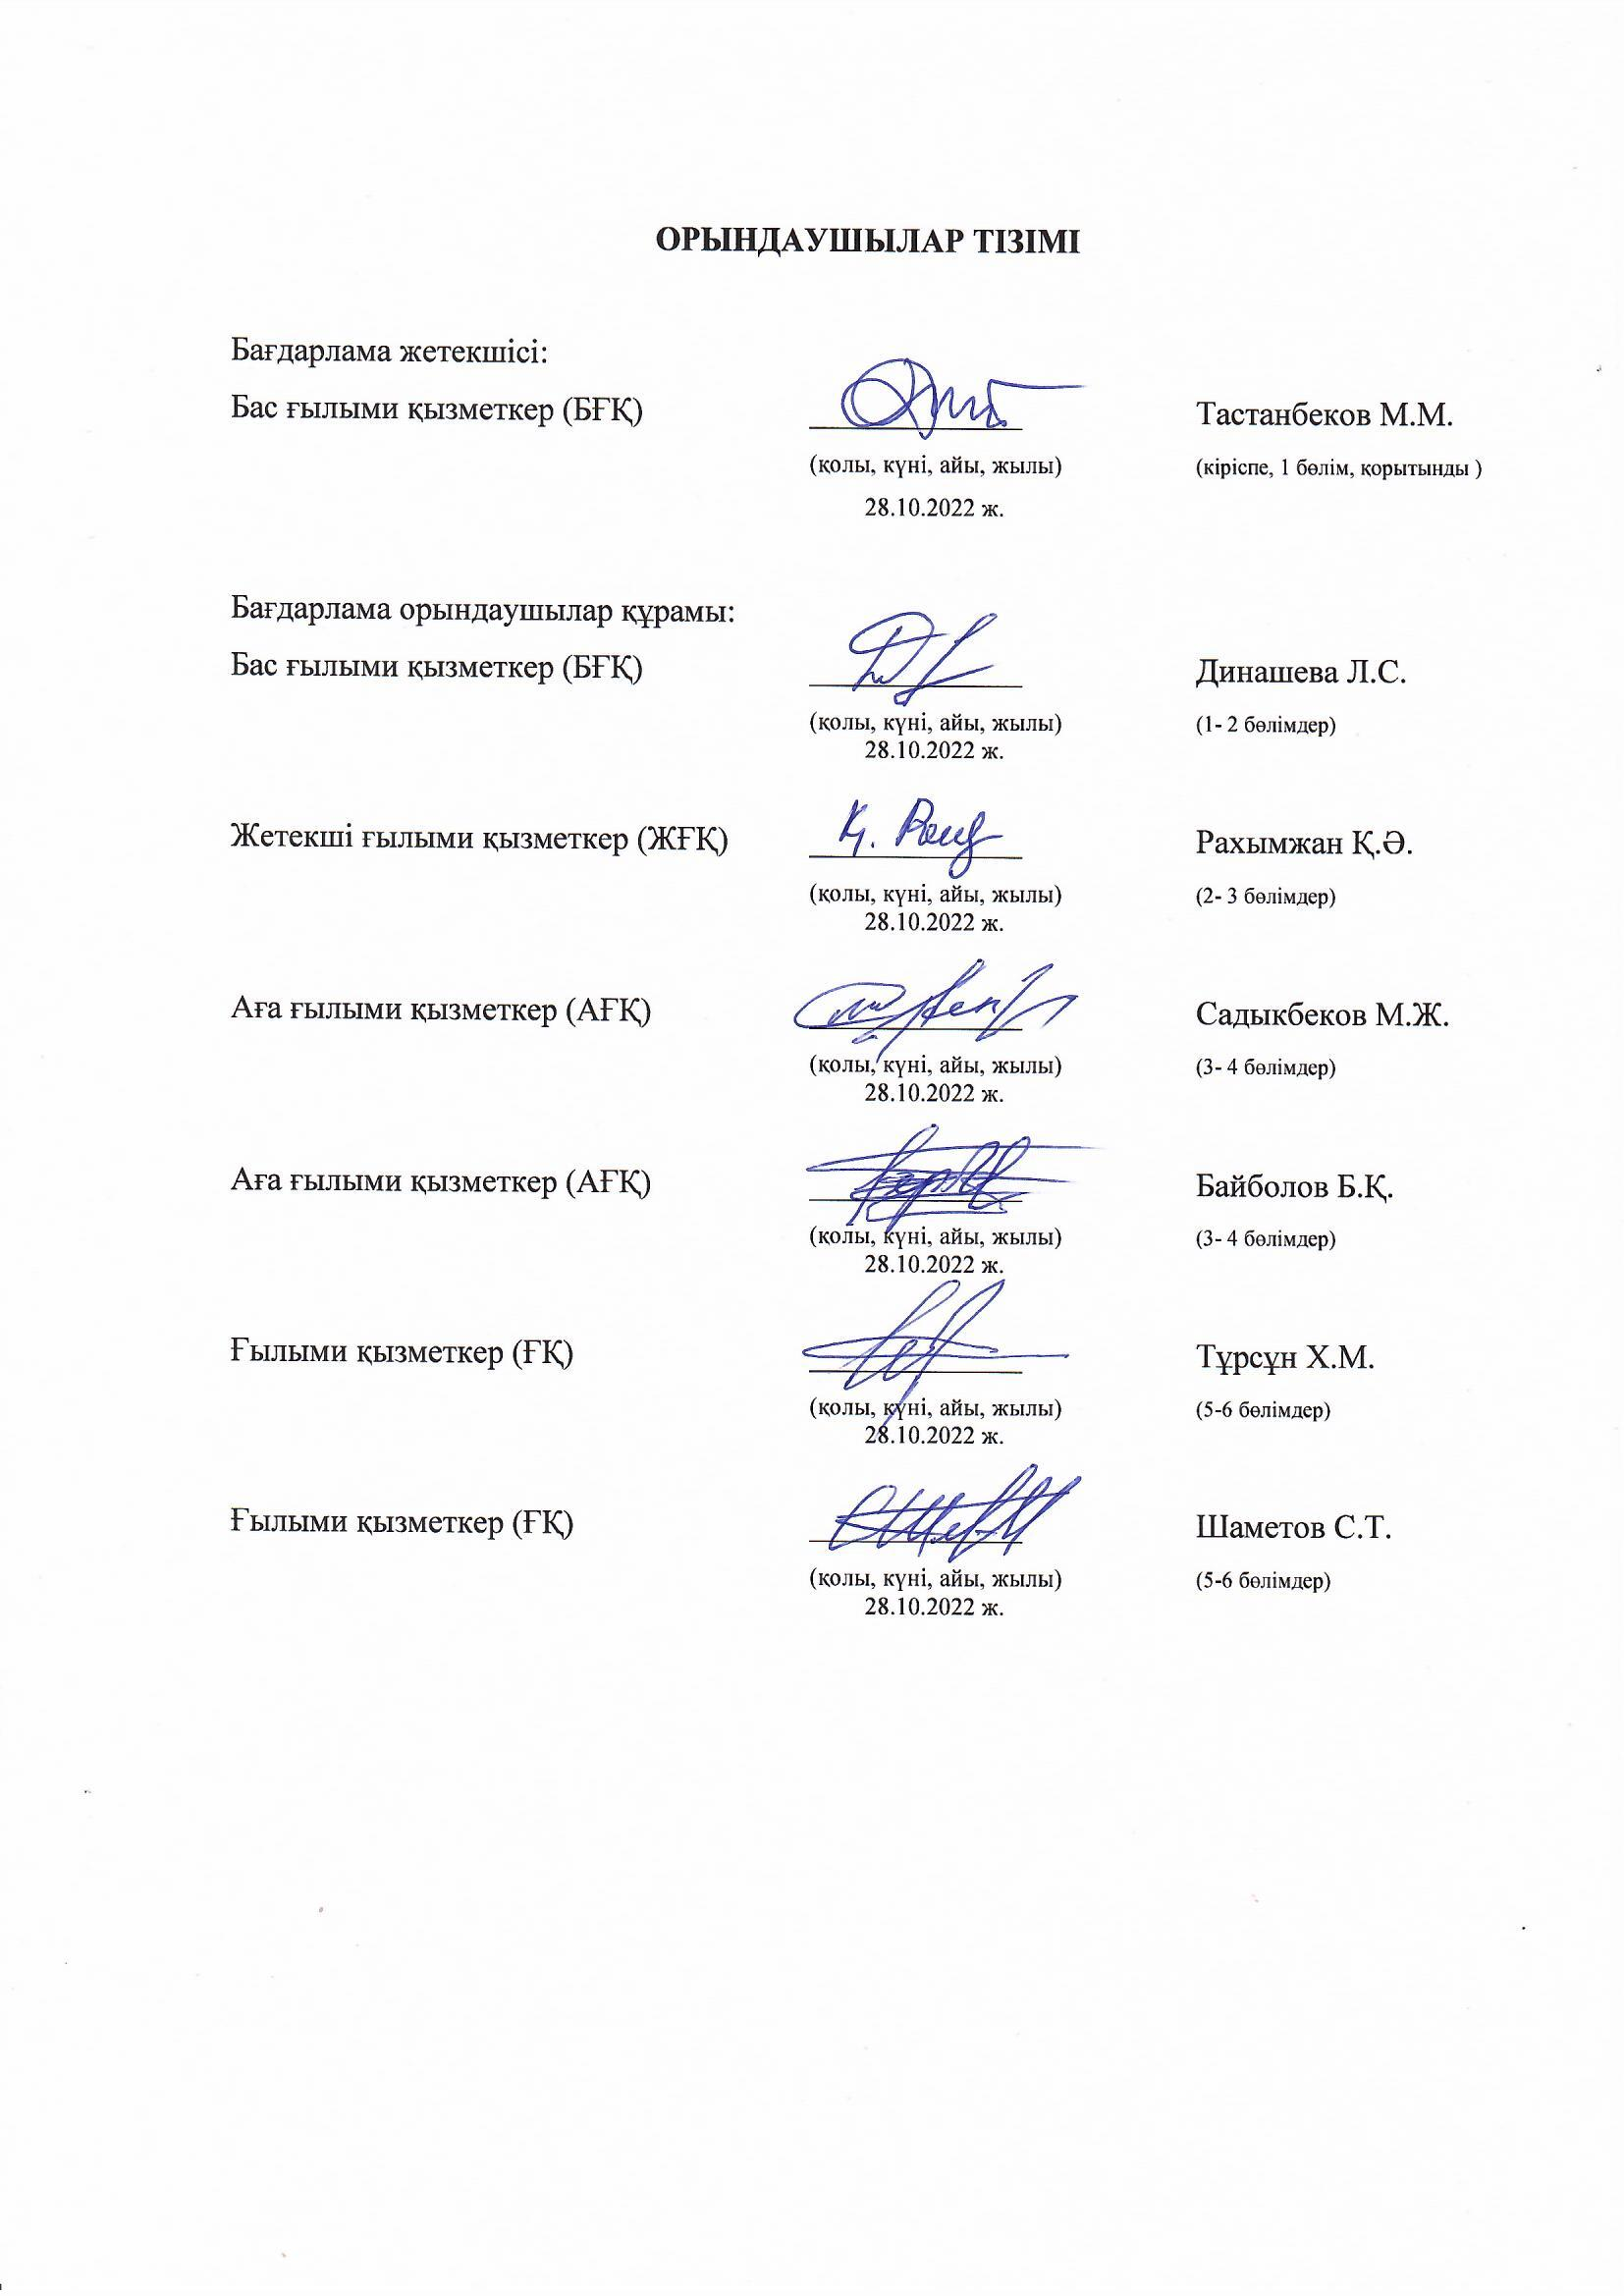 ОРЫНДАУШЫЛАР ТІЗІМІ
Бағдарлама жетекшісі:
Бас ғылыми қызметкер (БҒҚ) Тастанбеков М.М.
(қолы, күні, айы, жылы) (кіріспе, 1 бөлім, қорытынды )
28.10.2022 ж.
Бағдарлама орындаушылар құрамы:
Бас ғылыми қызметкер (БҒҚ) Динашева Л.С.
(қолы, күні, айы, жылы) (1- 2 бөлімдер)
28.10.2022 ж.
Жетекші ғылыми қызметкер (ЖҒҚ) Рахымжан Қ.Ә.
(қолы, күні, айы, жылы) (2- 3 бөлімдер)
28.10.2022 ж.
Аға ғылыми қызметкер (АҒҚ) Садыкбеков М.Ж.
(қолы, күні, айы, жылы) (3- 4 бөлімдер)
28.10.2022 ж.
Аға ғылыми қызметкер (АҒҚ) Байболов Б.Қ.
(қолы, күні, айы, жылы) (3- 4 бөлімдер)
28.10.2022 ж.
Ғылыми қызметкер (ҒҚ) Тұрсұн Х.М.
(қолы, күні, айы, жылы) (5-6 бөлімдер)
28.10.2022 ж.
Ғылыми қызметкер (ҒҚ) Шаметов С.Т.
(қолы, күні, айы, жылы) (5-6 бөлімдер)
28.10.2022 ж.